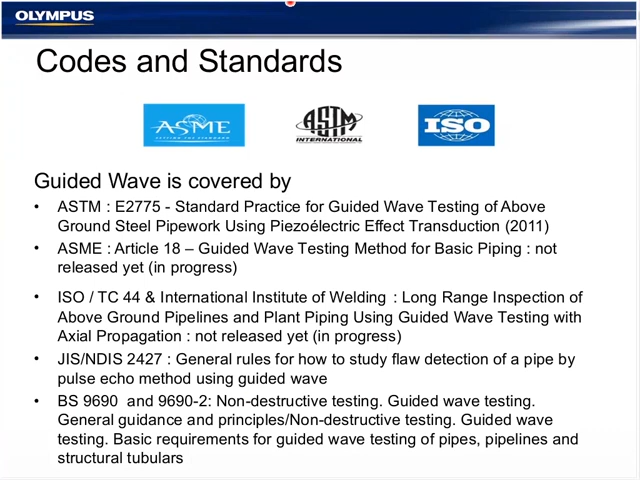 OLYMPUS
Codes and Standards
ASME
SETTING THE STANDARD
ASTM
INTERNATIONAL
ISO
Guided Wave is covered by
• ASTM : E2775 - Standard Practice for Guided Wave Testing of Above
Ground Steel Pipework Using Piezoélectric Effect Transduction (2011)
• ASME : Article 18 – Guided Wave Testing Method for Basic Piping : not
released yet (in progress)
• ISO / TC 44 & International Institute of Welding : Long Range Inspection of
Above Ground Pipelines and Plant Piping Using Guided Wave Testing with
Axial Propagation : not released yet (in progress)
• JIS/NDIS 2427 : General rules for how to study flaw detection of a pipe by
pulse echo method using guided wave
• BS 9690 and 9690-2: Non-destructive testing. Guided wave testing.
General guidance and principles/Non-destructive testing. Guided wave
testing. Basic requirements for guided wave testing of pipes, pipelines and
structural tubulars